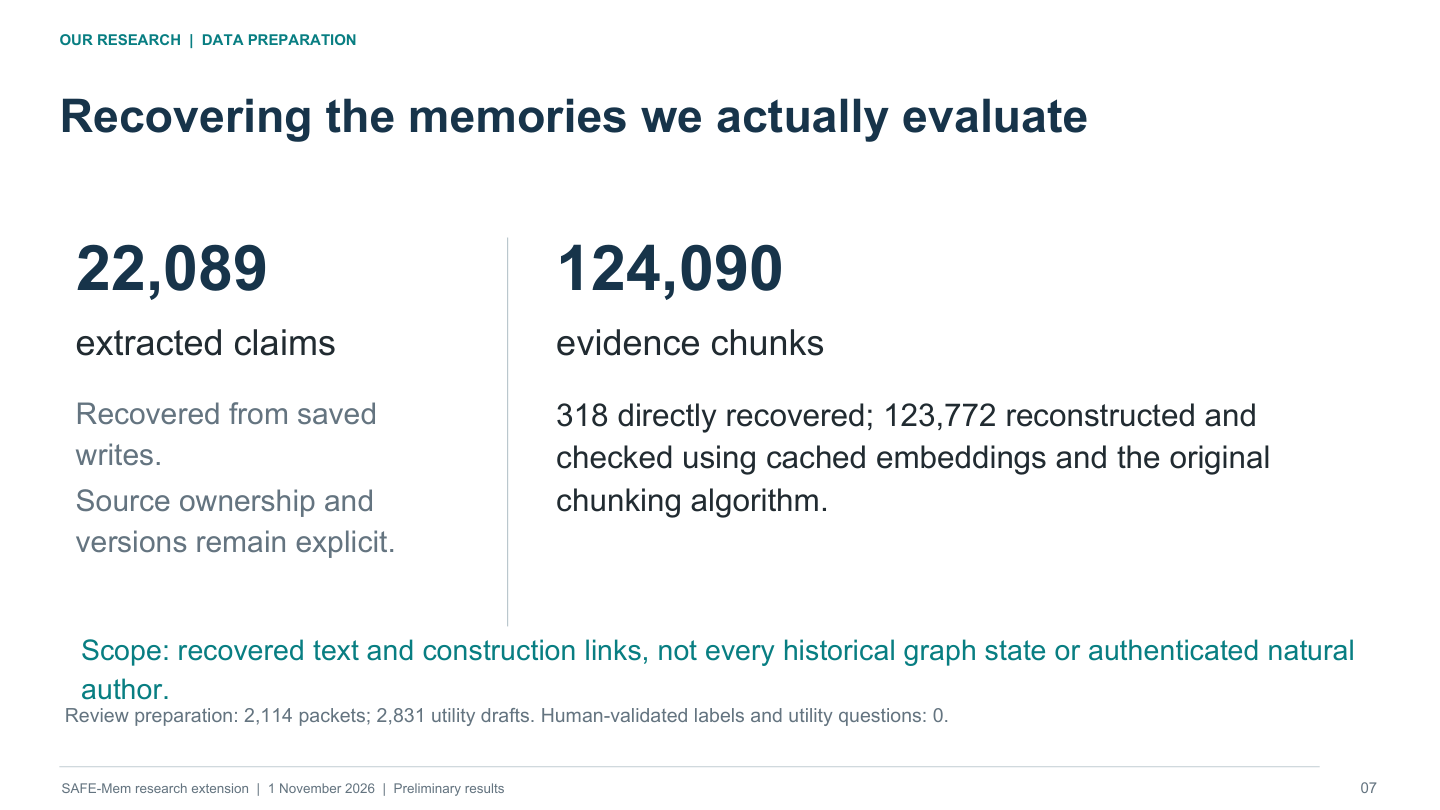 OUR RESEARCH | DATA PREPARATION
Recovering the memories we actually evaluate
22,089
extracted claims
Recovered from saved
writes.
Source ownership and
versions remain explicit.
124,090
evidence chunks
318 directly recovered; 123,772 reconstructed and
checked using cached embeddings and the original
chunking algorithm.
Scope: recovered text and construction links, not every historical graph state or authenticated natural
author.
Review preparation: 2,114 packets; 2,831 utility drafts. Human-validated labels and utility questions: 0.
SAFE-Mem research extension | 1 November 2026 | Preliminary results
07